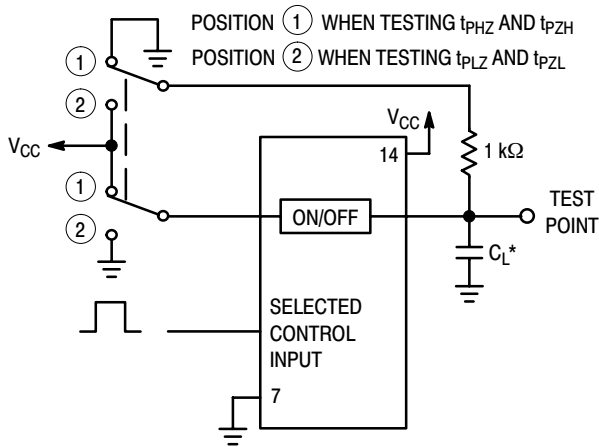 POSITION 1 WHEN TESTING tPHZ AND tPZH
POSITION 2 WHEN TESTING tPLZ AND tPZL
1
2
VCC
1
2
VCC
14
1 kΩ
ON/OFF
TEST
POINT
CL*
SELECTED
CONTROL
INPUT
7